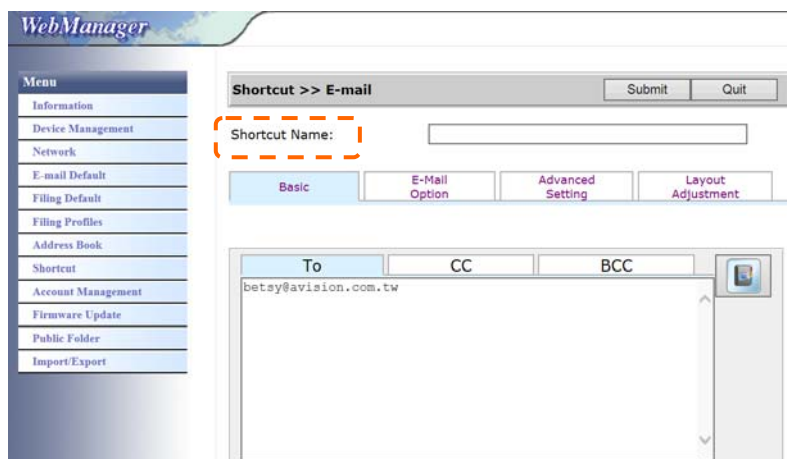 WebManager
Menu
Information
Device Management
Network
E-mail Default
Filing Default
Filing Profiles
Address Book
Shortcut
Account Management
Firmware Update
Public Folder
Import/Export
Shortcut >> E-mail
Submit
Quit
Shortcut Name:
Basic
E-Mail
Option
Advanced
Setting
Layout
Adjustment
To
CC
BCC
betsy@avision.com.tw